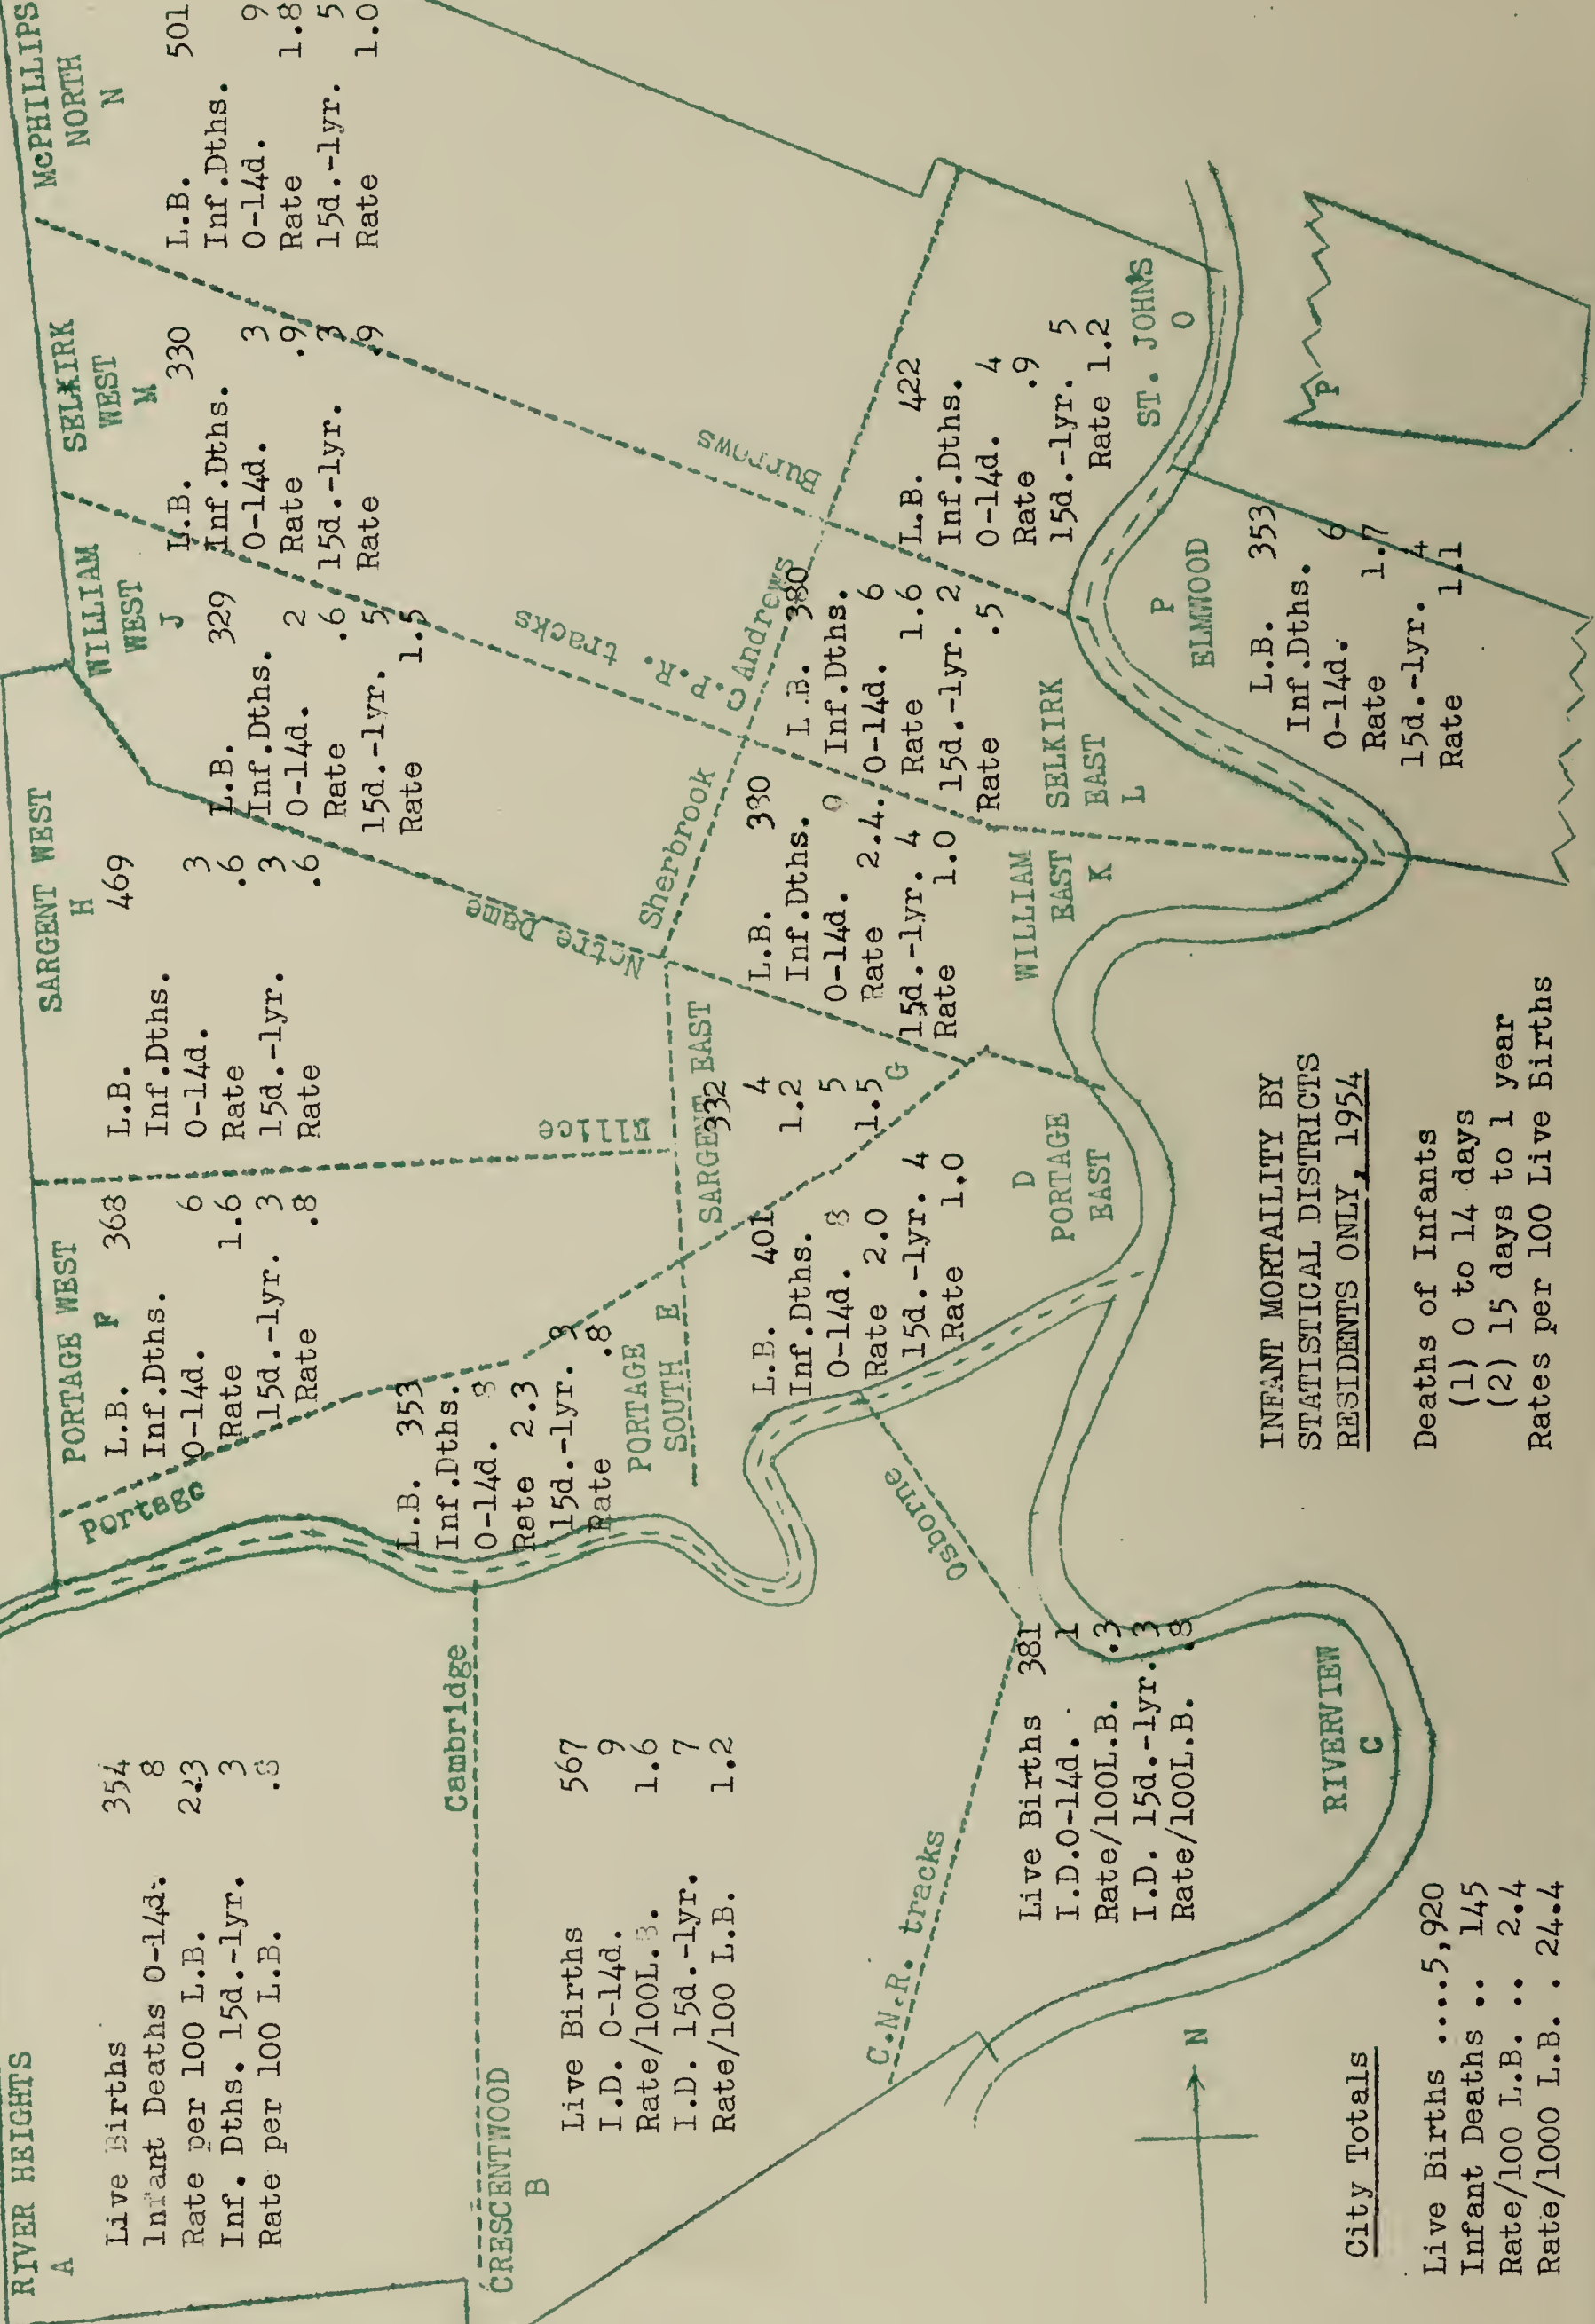 RIVER HEIGHTS
A
Live Births 354
Infant Deaths 0-14d. 8
Rate per 100 L.B. 2.3
Inf. Dths. 15d.-1yr. 3
Rate per 100 L.B. .8
Cambridge
CRESCENTWOOD
B
Live Births 567
I.D. 0-14d. 9
Rate/100L.B. 1.6
I.D. 15d.-1yr. 7
Rate/100 L.B. 1.2
C.N.R. tracks
Osborne
Live Births 381
I.D.0-14d. 1
Rate/100L.B. .3
I.D. 15d.-1yr. 3
Rate/100L.B. .8
RIVERVIEW
C
N
City Totals
Live Births ....5,920
Infant Deaths .. 145
Rate/100 L.B. .. 2.4
Rate/1000 L.B. . 24.4
Portage
PORTAGE WEST
F
L.B. 368
Inf.Dths.
0-14d. 6
Rate 1.6
15d.-1yr. 3
Rate .8
L.B. 353
Inf.Dths.
0-14d. 8
Rate 2.3
15d.-1yr. 3
Rate .8
PORTAGE
SOUTH E
L.B. 401
Inf.Dths.
0-14d. 8
Rate 2.0
15d.-1yr. 4
Rate 1.0
D
PORTAGE
EAST
INFANT MORTAILITY BY
STATISTICAL DISTRICTS
RESIDENTS ONLY, 1954
Deaths of Infants
(1) 0 to 14 days
(2) 15 days to 1 year
Rates per 100 Live Births
SARGENT WEST
H
L.B. 469
Inf.Dths.
0-14d. 3
Rate .6
15d.-1yr. 3
Rate .6
Ellice
Notre Dame
Sherbrook
SARGENT EAST
332
4
1.2
5
1.5
G
WILLIAM
WEST
J
L.B. 329
Inf.Dths.
0-14d. 2
Rate .6
15d.-1yr. 5
Rate 1.5
L.B. 330
Inf.Dths.
0-14d. 9
Rate 2.4
15d.-1yr. 4
Rate 1.0
WILLIAM
EAST
K
SELKIRK
WEST
M
L.B. 330
Inf.Dths.
0-14d. 3
Rate .9
15d.-1yr. 3
Rate .9
C.P.R. tracks
Andrews
L.B. 380
Inf.Dths.
0-14d. 6
Rate 1.6
15d.-1yr. 2
Rate .5
SELKIRK
EAST
L
McPHILLIPS
NORTH
N
L.B. 501
Inf.Dths.
0-14d. 9
Rate 1.8
15d.-1yr. 5
Rate 1.0
Burrows
L.B. 422
Inf.Dths.
0-14d. 4
Rate .9
15d.-1yr. 5
Rate 1.2
ST. JOHNS
O
P
ELMWOOD
L.B. 353
Inf.Dths.
0-14d. 6
Rate 1.7
15d.-1yr. 4
Rate 1.1
P